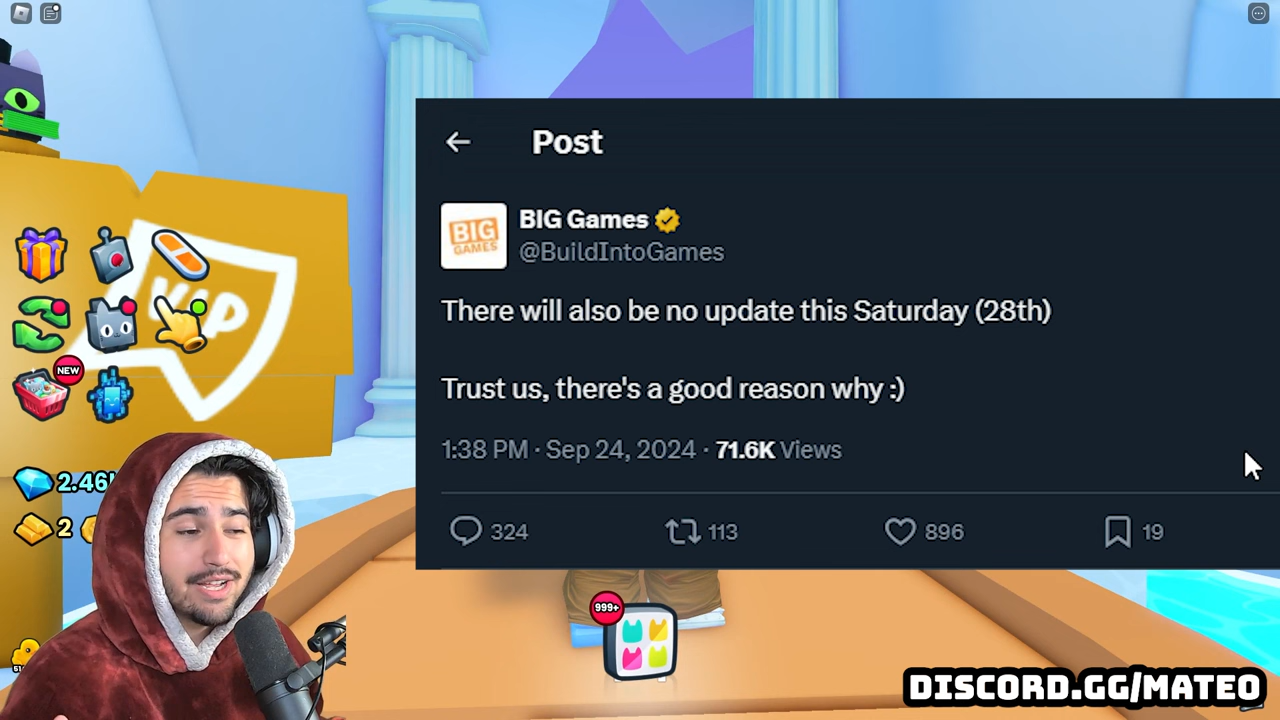 Post
BIG Games
@BuildIntoGames
BIG
GAMES
There will also be no update this Saturday (28th)
Trust us, there's a good reason why :)
1:38 PM · Sep 24, 2024 · 71.6K Views
324 113 896 19
VIP
NEW
2
999+
DISCORD.GG/MATEO